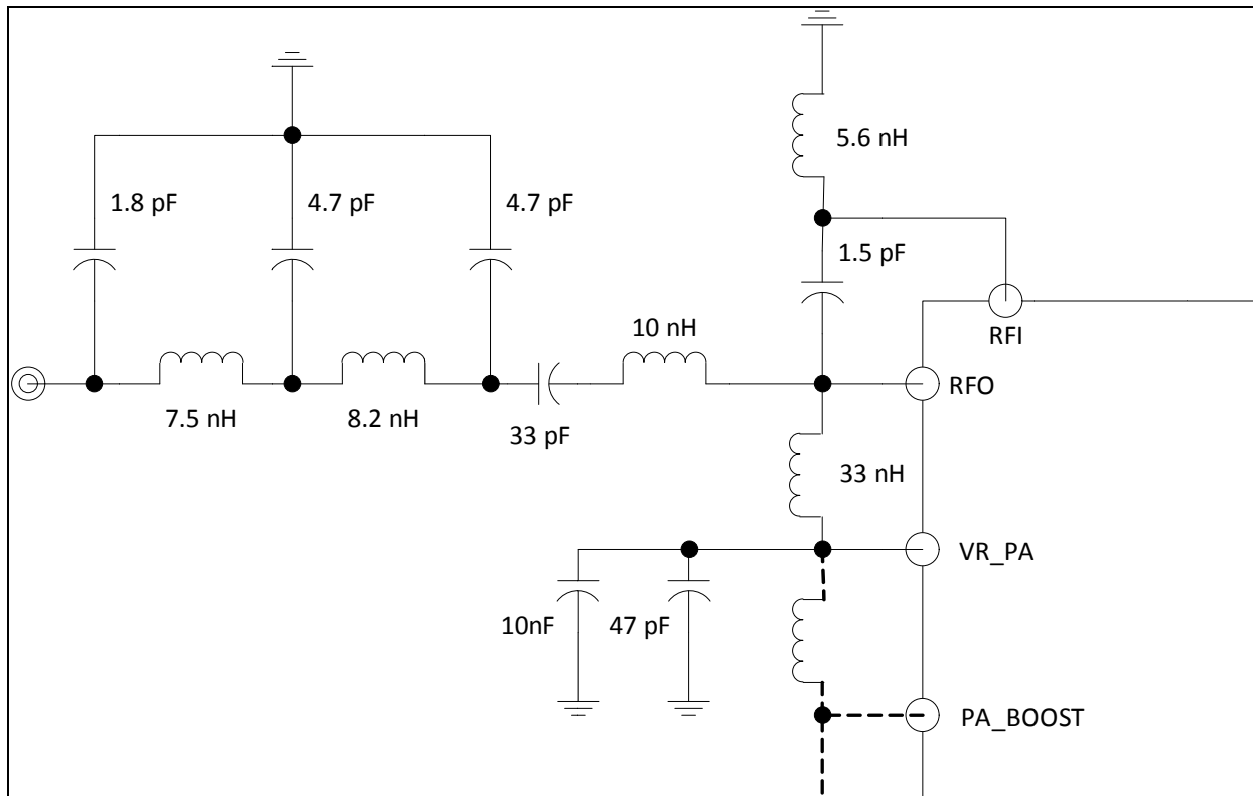 5.6 nH
1.8 pF
4.7 pF
4.7 pF
1.5 pF
10 nH
RFI
RFO
7.5 nH
8.2 nH
33 pF
33 nH
VR_PA
10nF
47 pF
PA_BOOST